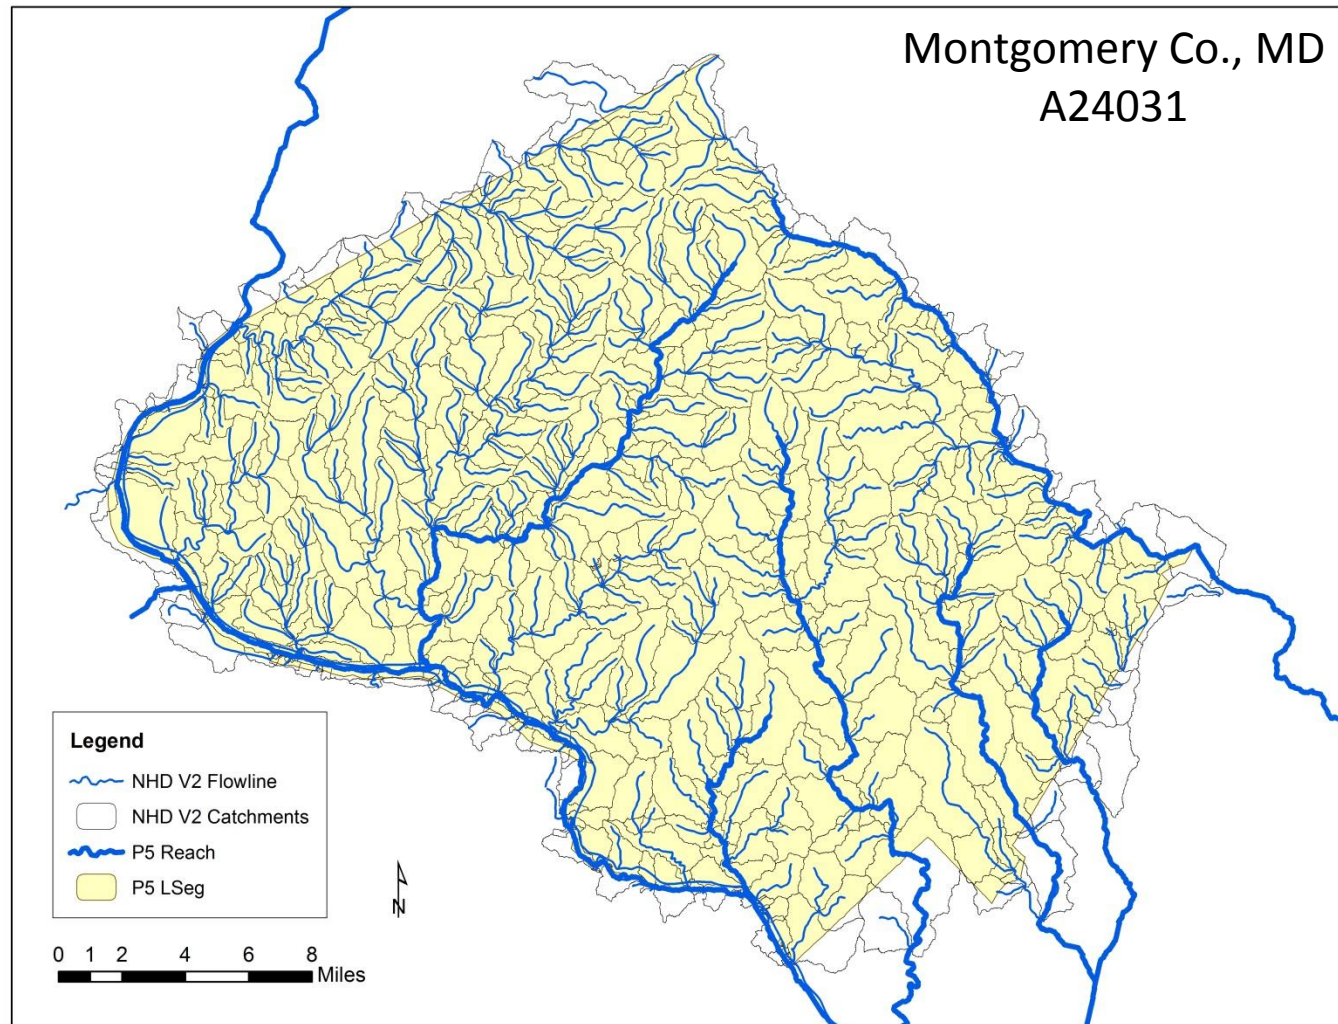 Montgomery Co., MD
A24031
Legend
NHD V2 Flowline
NHD V2 Catchments
P5 Reach
P5 LSeg
N
0 1 2 4 6 8
Miles